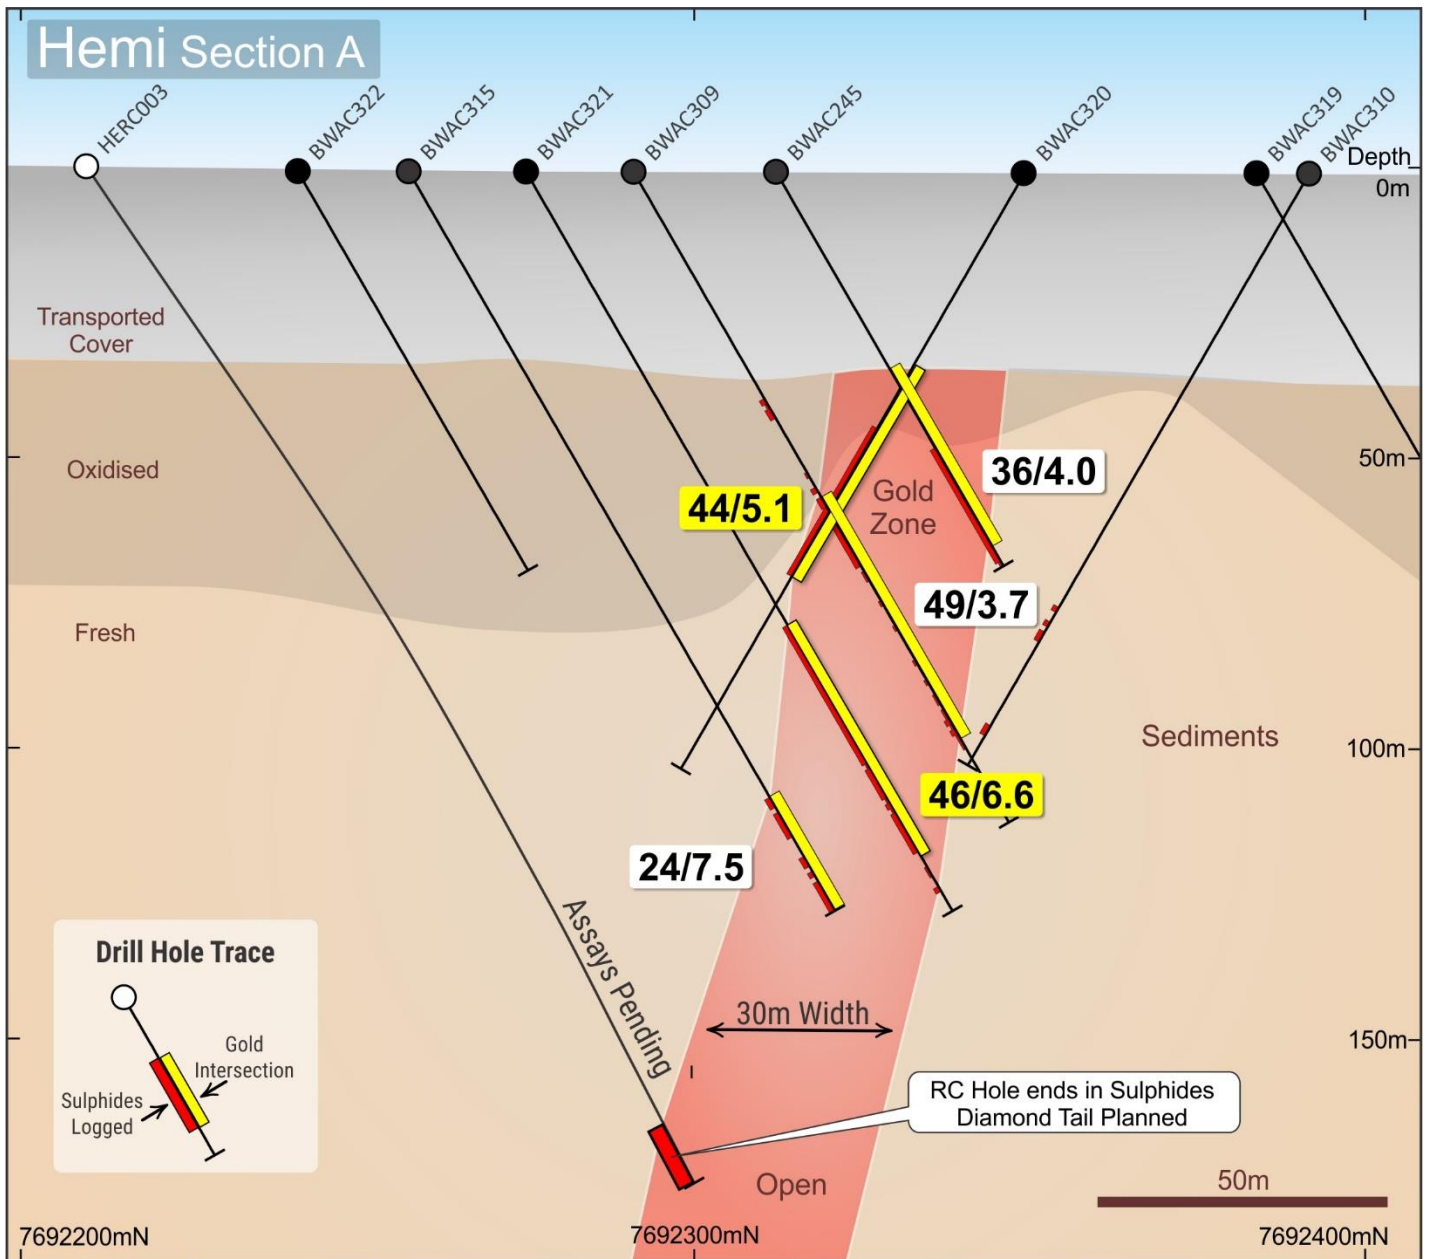 Hemi Section A
HERC003
BWAC322
BWAC315
BWAC321
BWAC309
BWAC245
BWAC320
BWAC319
BWAC310
Depth
0m
Transported
Cover
Oxidised
50m
36/4.0
44/5.1
Gold
Zone
49/3.7
Fresh
Sediments
100m
46/6.6
24/7.5
Assays Pending
30m Width
150m
Drill Hole Trace
Gold
Intersection
Sulphides
Logged
RC Hole ends in Sulphides
Diamond Tail Planned
Open
50m
7692200mN
7692300mN
7692400mN